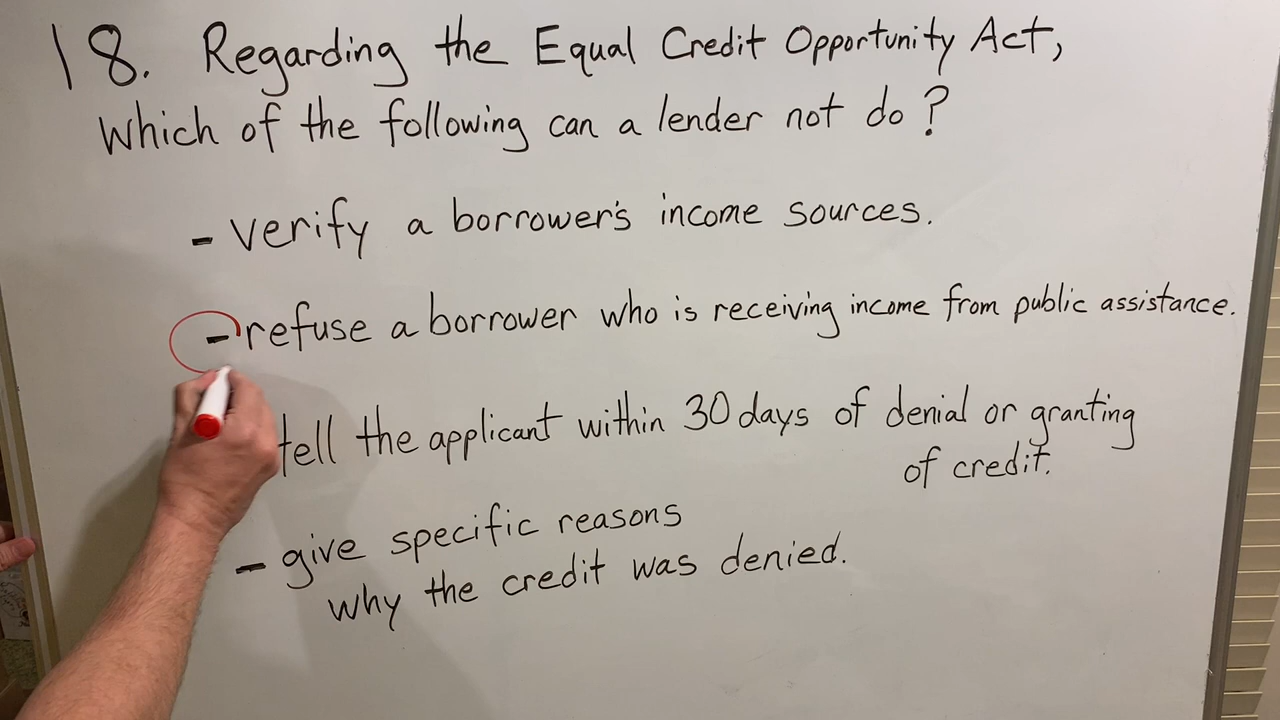 18. Regarding the Equal Credit Opportunity Act,
which of the following can a lender not do?
- verify a borrower's income sources.
- refuse a borrower who is receiving income from public assistance.
tell the applicant within 30 days of denial or granting
of credit.
- give specific reasons
why the credit was denied.